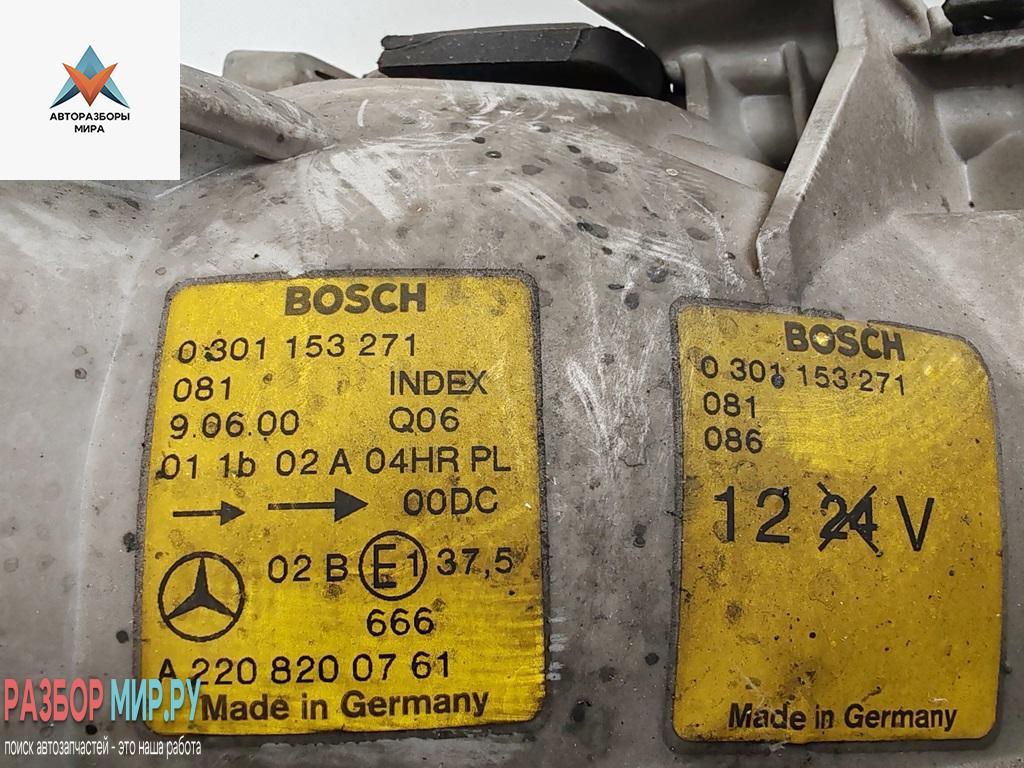 АВТОРАЗБОРЫ
МИРА
BOSCH
0 301 153 271
081 INDEX
9.06.00 Q06
01 1b 02 A 04HR PL
00DC
02 B E1 37,5
666
A 220 820 07 61
Made in Germany
BOSCH
0 301 153 271
081
086
12 24 V
Made in Germany
РАЗБОРМИР.РУ
поиск автозапчастей - это наша работа